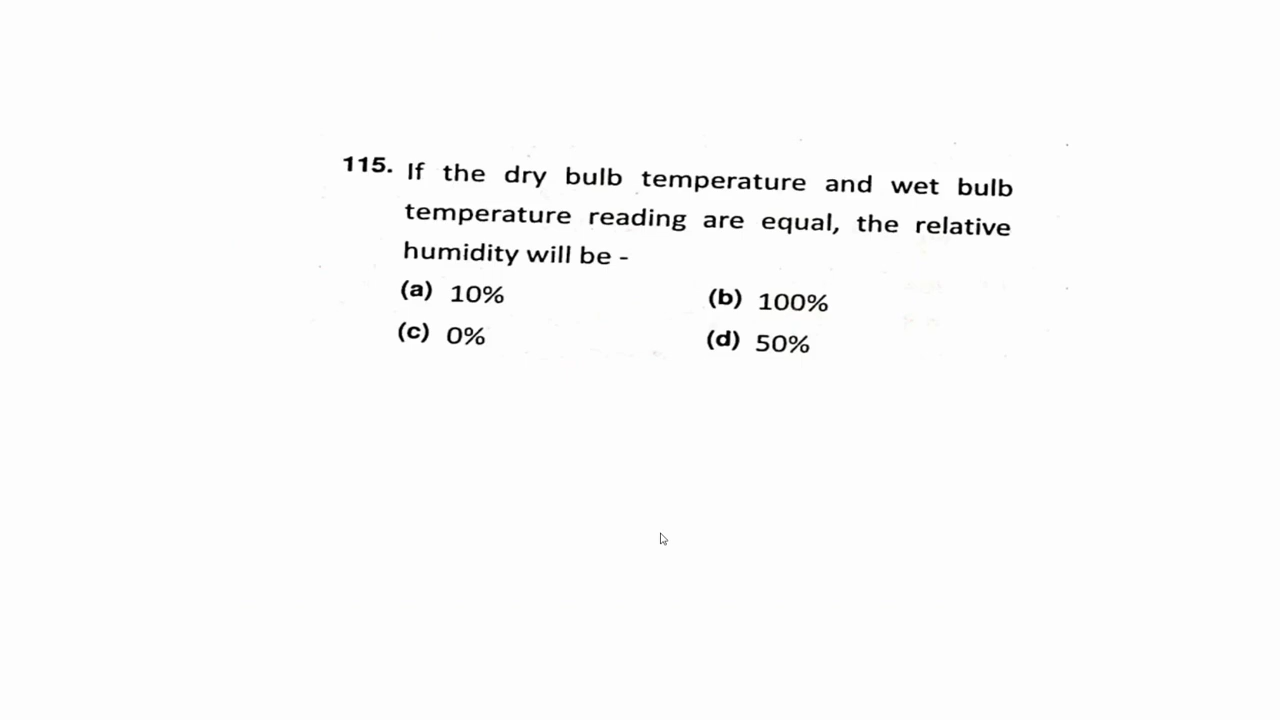 115. If the dry bulb temperature and wet bulb
temperature reading are equal, the relative
humidity will be -
(a) 10% (b) 100%
(c) 0% (d) 50%